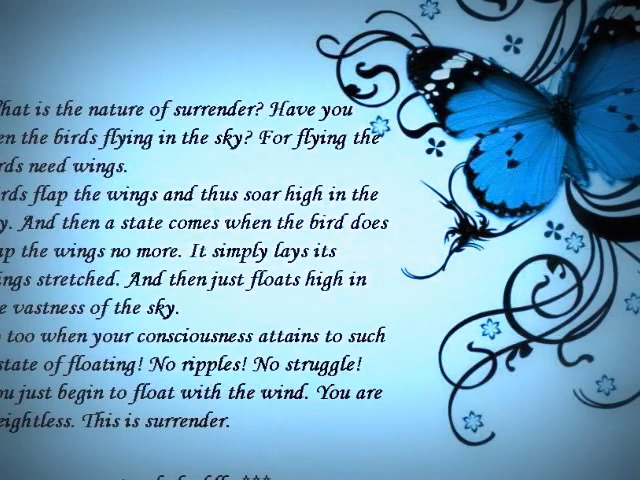 hat is the nature of surrender? Have you
en the birds flying in the sky? For flying the
rds need wings.
rds flap the wings and thus soar high in the
y. And then a state comes when the bird does
ap the wings no more. It simply lays its
ings stretched. And then just floats high in
e vastness of the sky.
o too when your consciousness attains to such
state of floating! No ripples! No struggle!
ou just begin to float with the wind. You are
eightless. This is surrender.